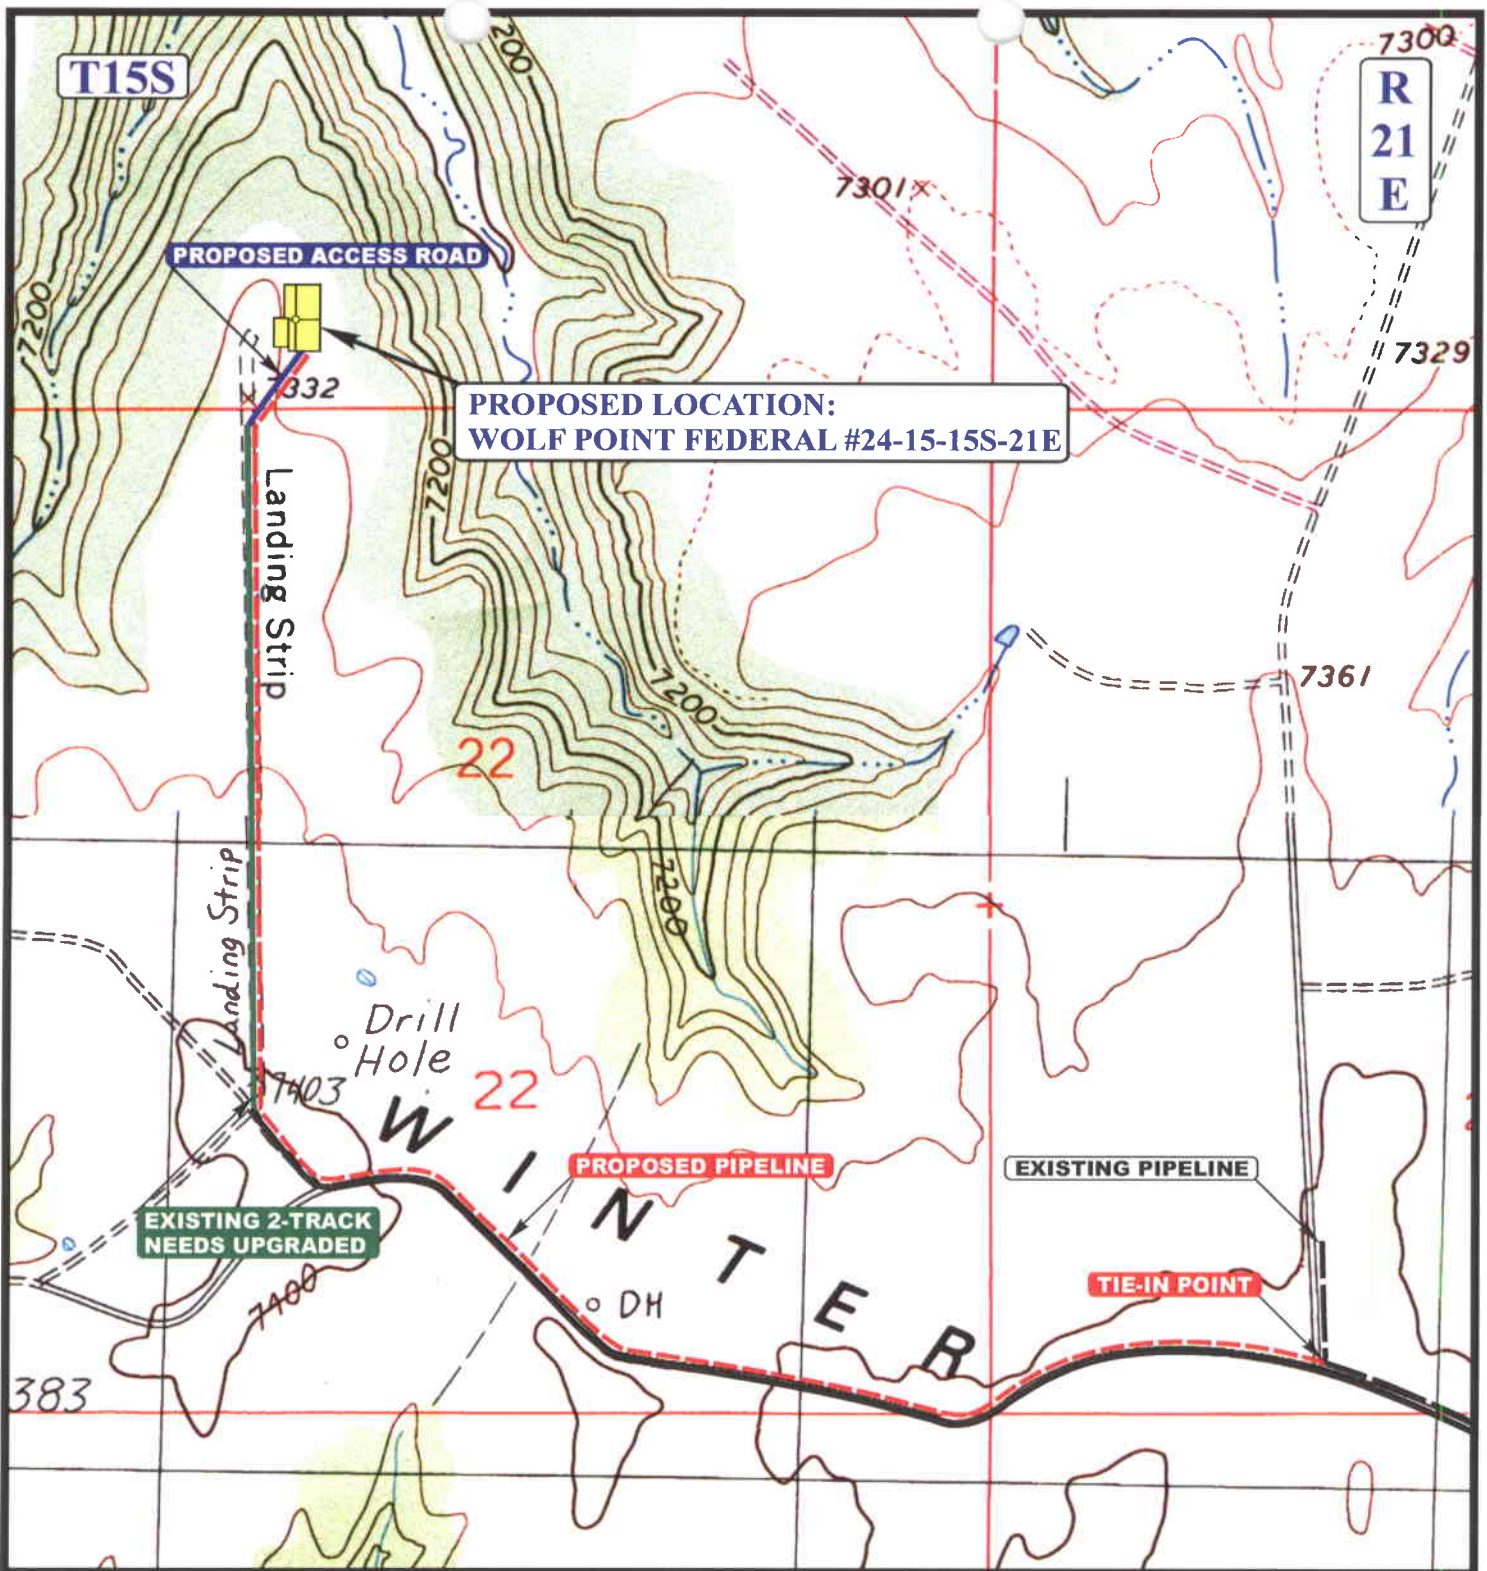 200
7300
T15S
R
21
E
7301
PROPOSED ACCESS ROAD
7200
7329
7332
PROPOSED LOCATION:
WOLF POINT FEDERAL #24-15-15S-21E
7200
Landing Strip
7361
7200
22
Landing Strip
7200
Drill
Hole
7403
22
WINTER
PROPOSED PIPELINE
EXISTING PIPELINE
EXISTING 2-TRACK
NEEDS UPGRADED
TIE-IN POINT
7400
DH
383